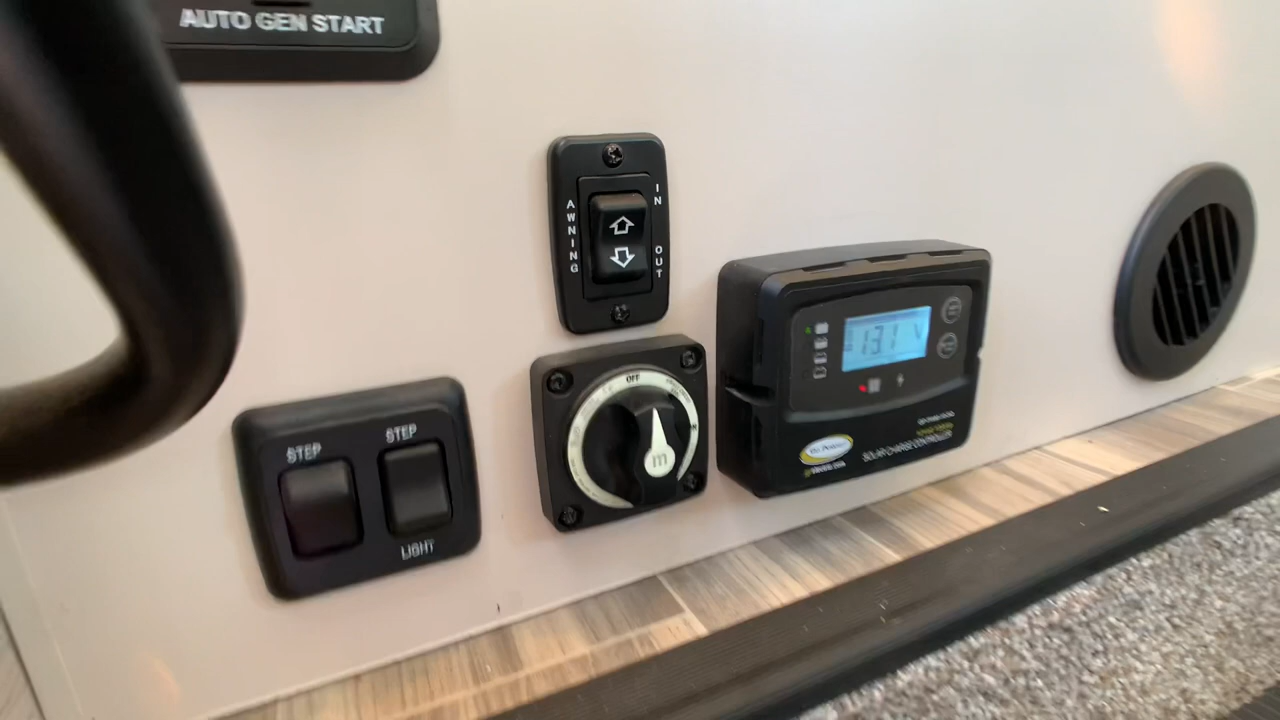 AUTO GEN START
AWNING
IN
OUT
OFF
m
13.1 V
STEP
STEP
LIGHT
SOLAR CHARGE CONTROLLER